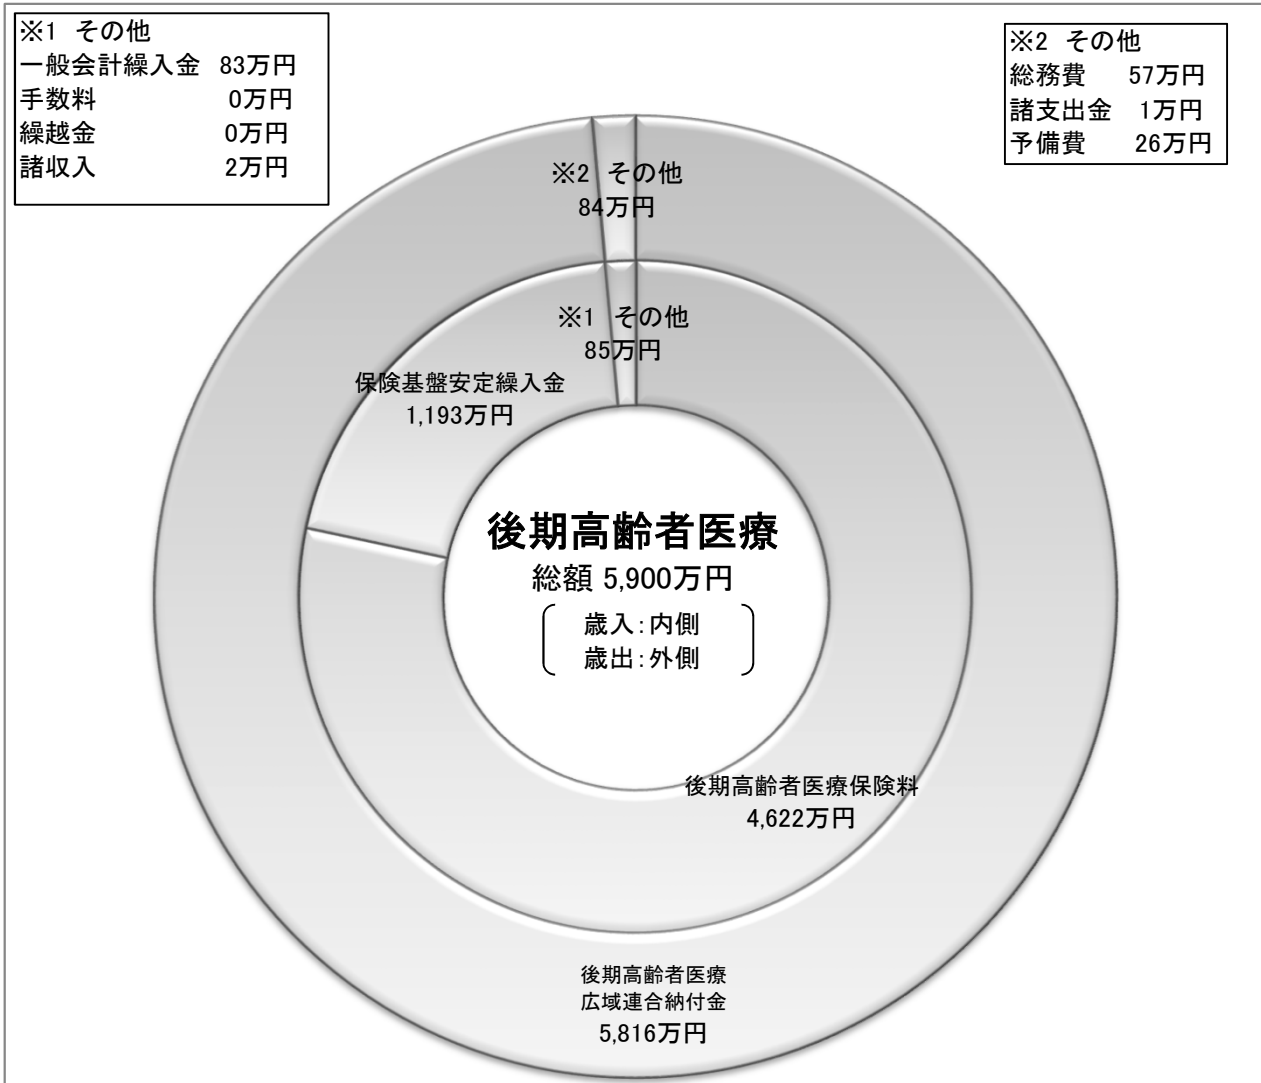 ※1 その他
一般会計繰入金 83万円
手数料 0万円
繰越金 0万円
諸収入 2万円
※2 その他
総務費 57万円
諸支出金 1万円
予備費 26万円
※2 その他
84万円
※1 その他
85万円
保険基盤安定繰入金
1,193万円
後期高齢者医療
総額 5,900万円
歳入:内側
歳出:外側
後期高齢者医療保険料
4,622万円
後期高齢者医療
広域連合納付金
5,816万円